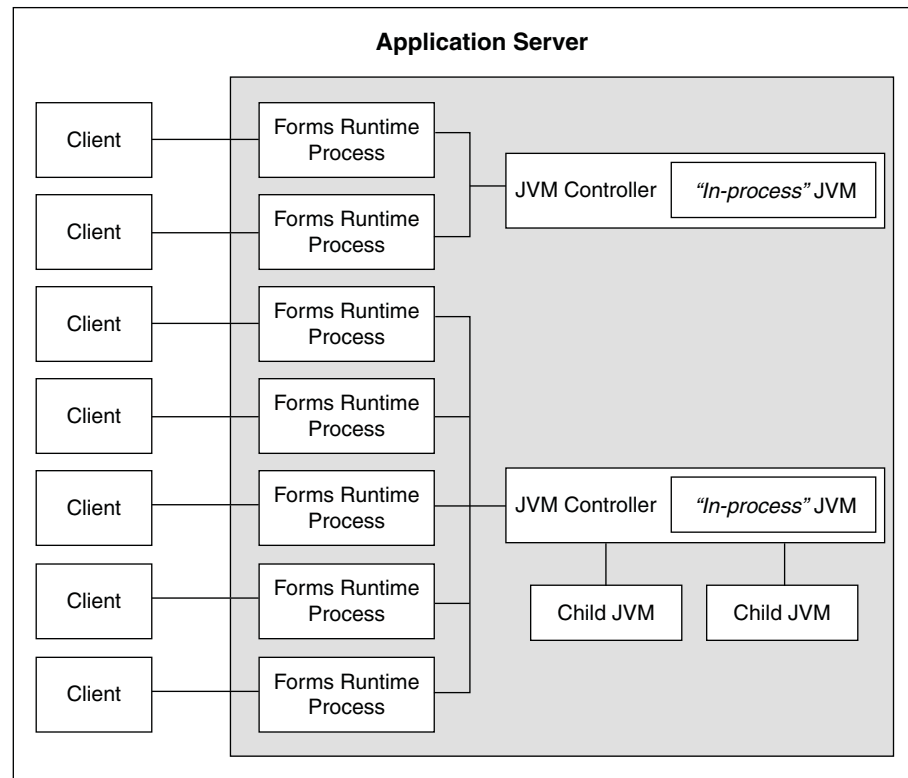 Application Server
Client
Forms Runtime
Process
Client
Forms Runtime
Process
JVM Controller
“In-process” JVM
Client
Forms Runtime
Process
Client
Forms Runtime
Process
Client
Forms Runtime
Process
JVM Controller
“In-process” JVM
Client
Forms Runtime
Process
Child JVM
Child JVM
Client
Forms Runtime
Process